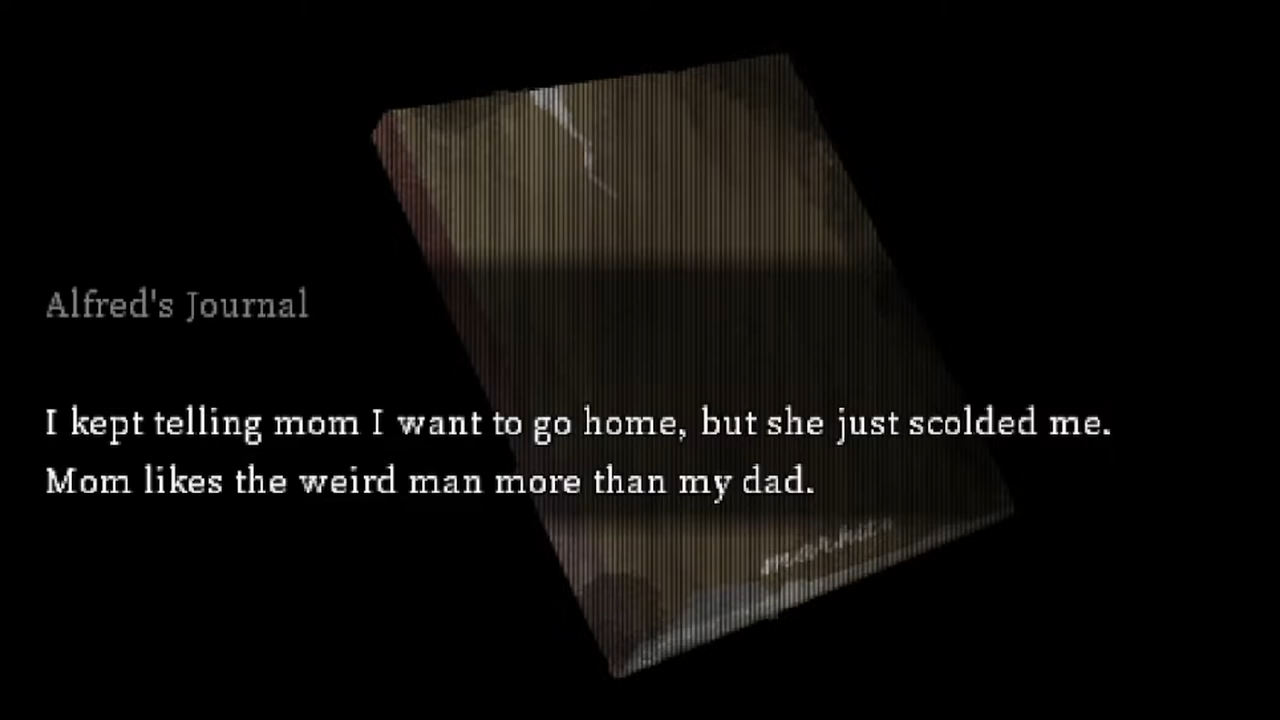 Alfred's Journal
I kept telling mom I want to go home, but she just scolded me.
Mom likes the weird man more than my dad.